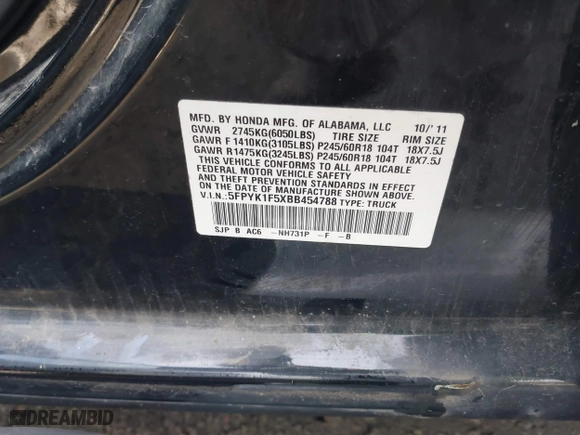 MFD. BY HONDA MFG. OF ALABAMA, LLC 10/'11
GVWR 2745KG(6050LBS) TIRE SIZE RIM SIZE
GAWR F 1410KG(3105LBS) P245/60R18 104T 18X7.5J
GAWR R1475KG(3245LBS) P245/60R18 104T 18X7.5J
THIS VEHICLE CONFORMS TO ALL APPLICABLE
FEDERAL MOTOR VEHICLE SAFETY
AND THEFT PREVENTION STANDARDS IN EFFECT ON
THE DATE OF MANUFACTURE SHOWN ABOVE.
V.I.N.: 5FPYK1F5XBB454788 TYPE: TRUCK
SJP B AC6 -NH731P -F -B
DREAMBID